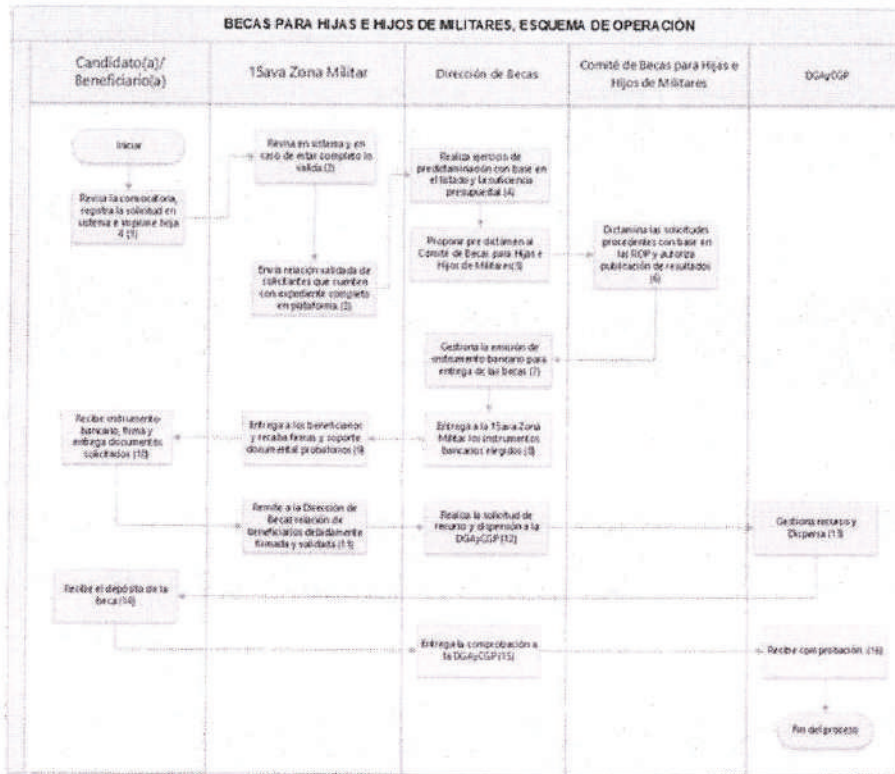 BECAS PARA HIJAS E HIJOS DE MILITARES, ESQUEMA DE OPERACIÓN
Candidato(a)/
Beneficiario(a)
15ava Zona Militar
Dirección de Becas
Comité de Becas para Hijas e
Hijos de Militares
DGAyCGP
Iniciar
Revisa la convocatoria,
registra la solicitud en
sistema e imprime hoja
(1)
Revisa en sistema y en
caso de estar completo lo
valida (2)
Envía relación validada de
solicitantes que cuenten
con expediente completo
en plataforma. (3)
Realiza ejercicio de
predictaminación con base en
el listado y la suficiencia
presupuestal (4)
Proponer pre dictamen al
Comité de Becas para Hijas e
Hijos de Militares (5)
Dictamina las solicitudes
procedentes con base en
las ROP y autoriza
publicación de resultados
(6)
Gestiona la emisión de
instrumento bancario para
entrega de las becas (7)
Entrega a la 15ava Zona
Militar los instrumentos
bancarios elegidos (8)
Entrega a los beneficiarios
y recaba firmas y soporte
documental probatorios (9)
Recibe instrumento
bancario, firma y
entrega documentos
solicitados (10)
Remite a la Dirección de
Becas relación de
beneficiarios debidamente
firmada y validada (11)
Realiza la solicitud de
recurso y dispersión a la
DGAyCGP (12)
Gestiona recurso y
Dispersa (13)
Recibe el depósito de la
beca (14)
Entrega la comprobación a
la DGAyCGP (15)
Recibe comprobación. (16)
Fin del proceso